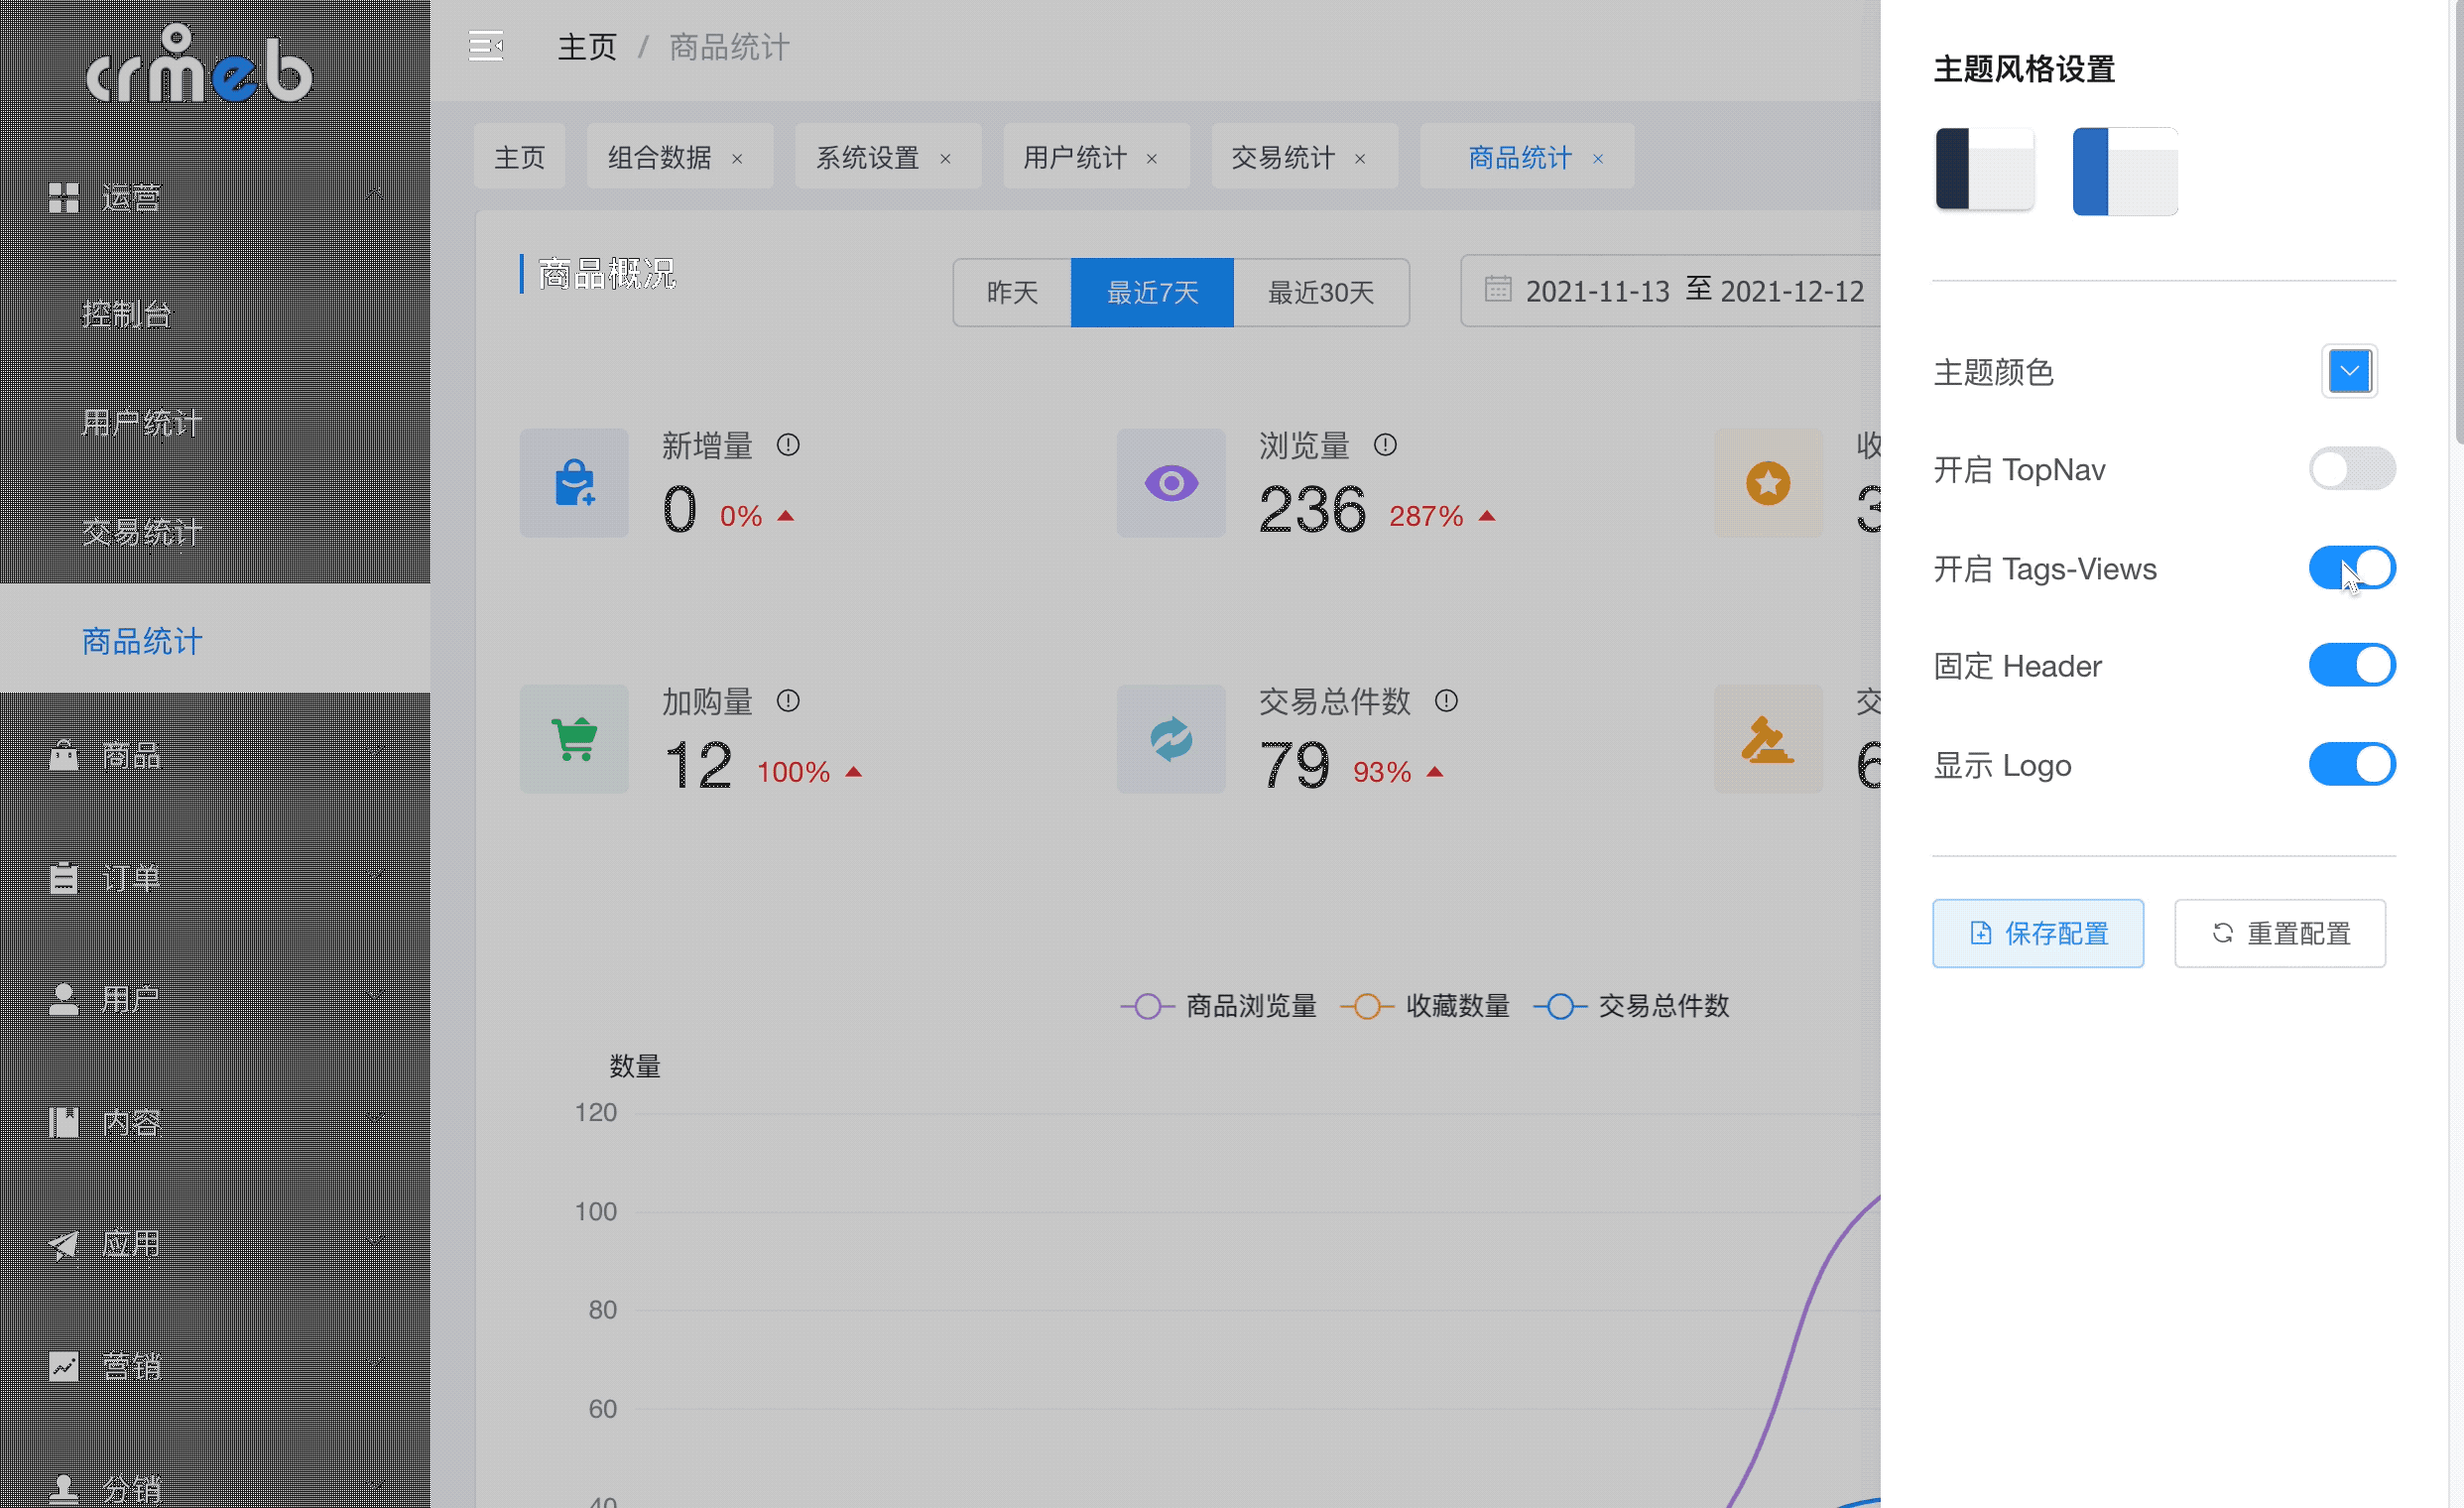 crmeb
运营
控制台
用户统计
交易统计
商品统计
商品
订单
用户
内容
应用
营销
分销
主页 / 商品统计
主页 组合数据 × 系统设置 × 用户统计 × 交易统计 × 商品统计 ×
商品概况
昨天 最近7天 最近30天 2021-11-13 至 2021-12-12
新增量
0 0%
浏览量
236 287%
收
3
加购量
12 100%
交易总件数
79 93%
交
6
商品浏览量 收藏数量 交易总件数
数量
120
100
80
60
40
主题风格设置
主题颜色
开启 TopNav
开启 Tags-Views
固定 Header
显示 Logo
保存配置 重置配置